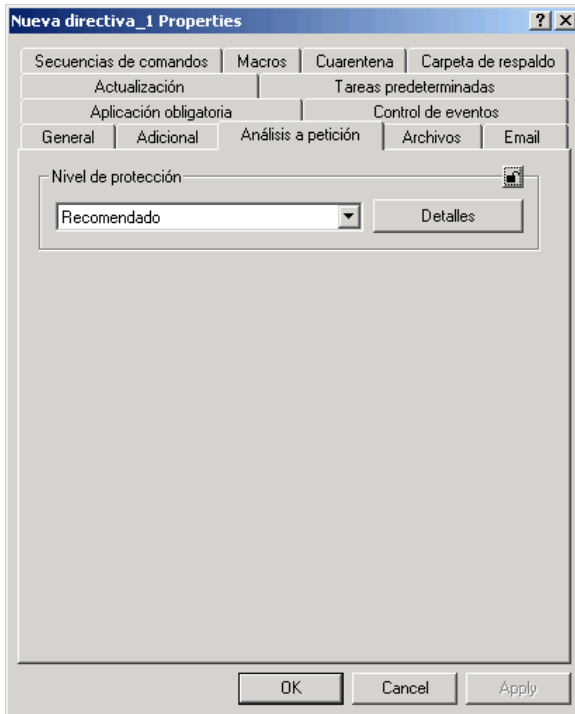 Nueva directiva_1 Properties
Secuencias de comandos Macros Cuarentena Carpeta de respaldo
Actualización Tareas predeterminadas
Aplicación obligatoria Control de eventos
General Adicional Análisis a petición Archivos Email
Nivel de protección
Recomendado Detalles
OK Cancel Apply